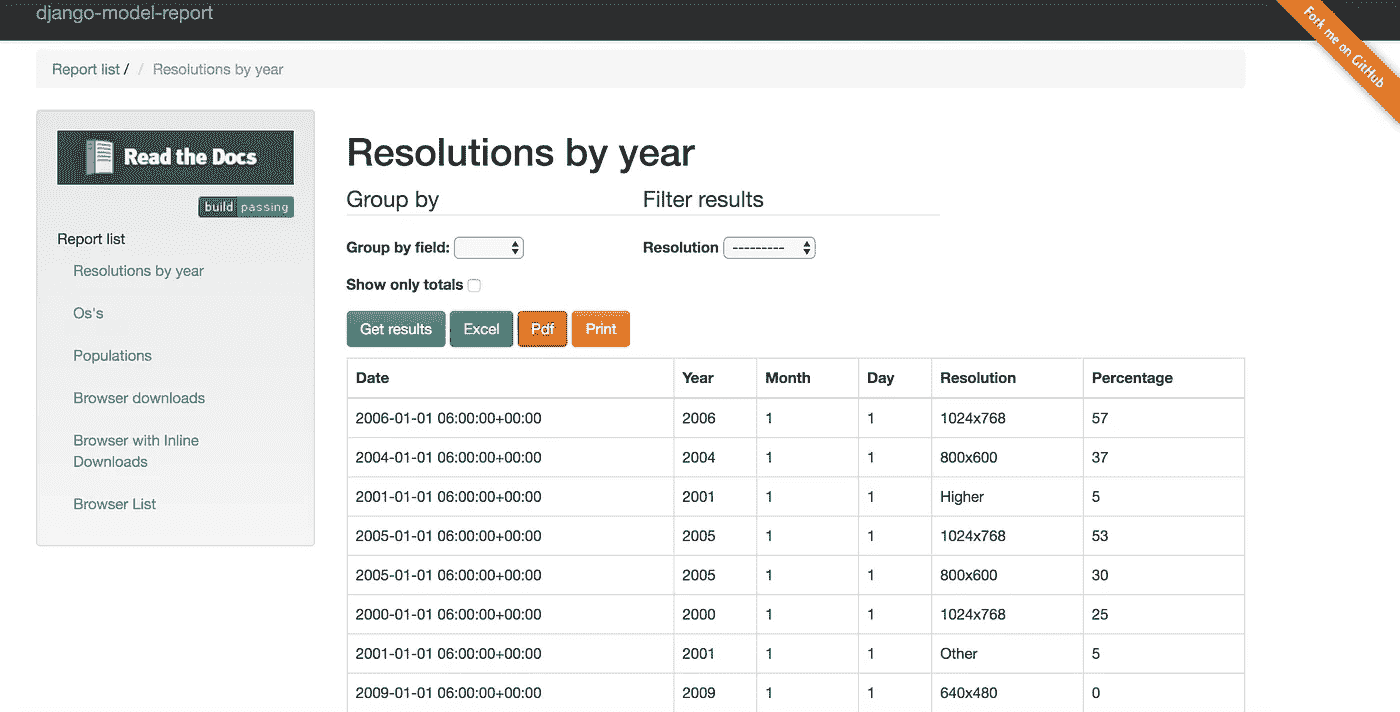 django-model-report
Fork me on GitHub
Report list / / Resolutions by year
Read the Docs
build passing
Report list
Resolutions by year
Os's
Populations
Browser downloads
Browser with Inline
Downloads
Browser List
Resolutions by year
Group by Filter results
Group by field: Resolution ---------
Show only totals
Get results Excel Pdf Print
Date Year Month Day Resolution Percentage
2006-01-01 06:00:00+00:00 2006 1 1 1024x768 57
2004-01-01 06:00:00+00:00 2004 1 1 800x600 37
2001-01-01 06:00:00+00:00 2001 1 1 Higher 5
2005-01-01 06:00:00+00:00 2005 1 1 1024x768 53
2005-01-01 06:00:00+00:00 2005 1 1 800x600 30
2000-01-01 06:00:00+00:00 2000 1 1 1024x768 25
2001-01-01 06:00:00+00:00 2001 1 1 Other 5
2009-01-01 06:00:00+00:00 2009 1 1 640x480 0